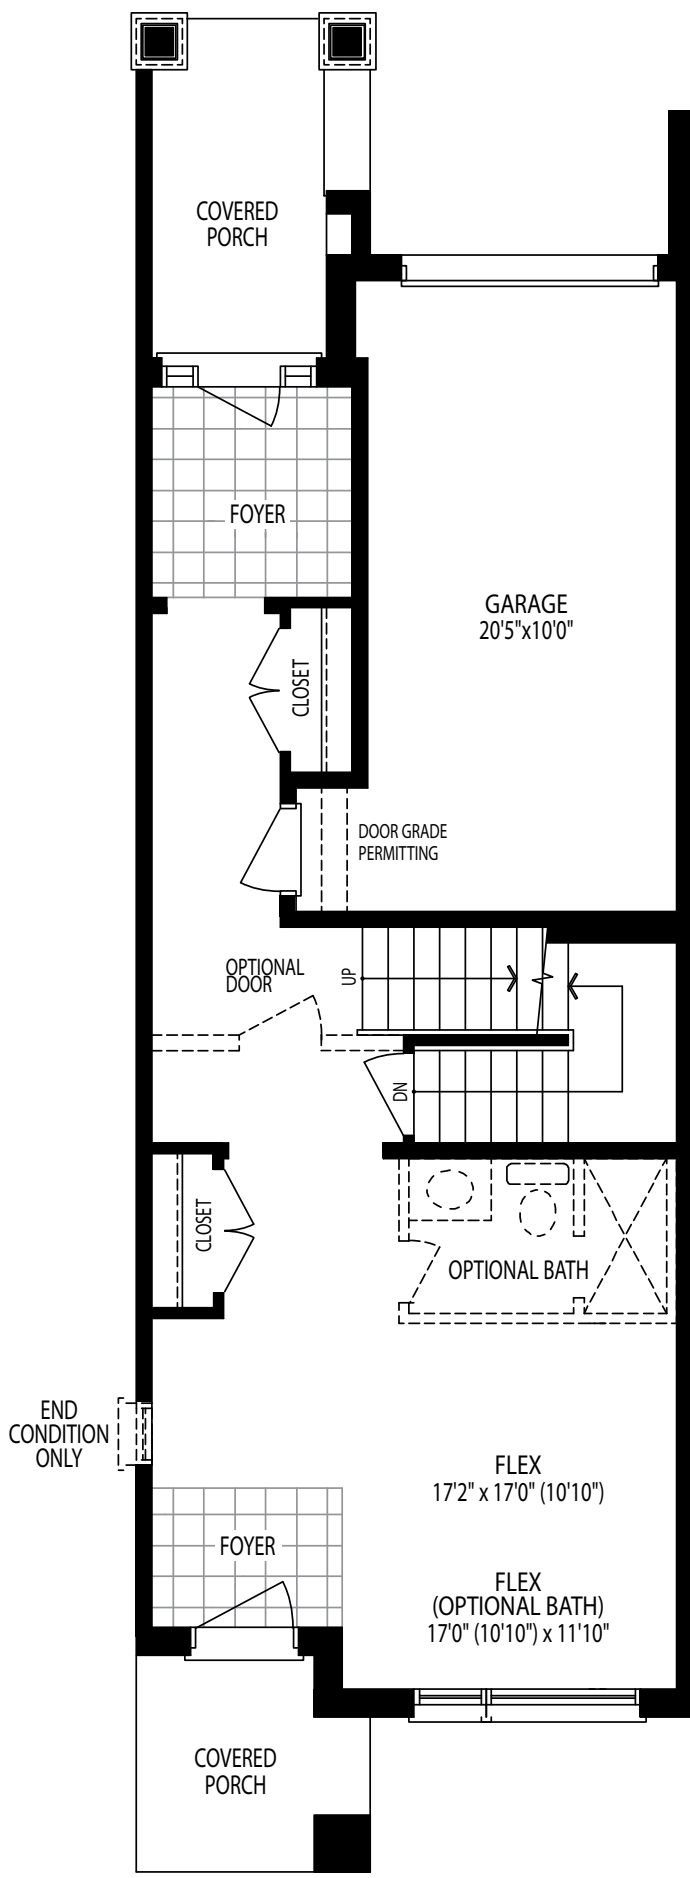 COVERED
PORCH
FOYER
GARAGE
20'5"x10'0"
CLOSET
DOOR GRADE
PERMITTING
OPTIONAL
DOOR
UP
DN
CLOSET
OPTIONAL BATH
END
CONDITION
ONLY
FLEX
17'2" x 17'0" (10'10")
FOYER
FLEX
(OPTIONAL BATH)
17'0" (10'10") x 11'10"
COVERED
PORCH